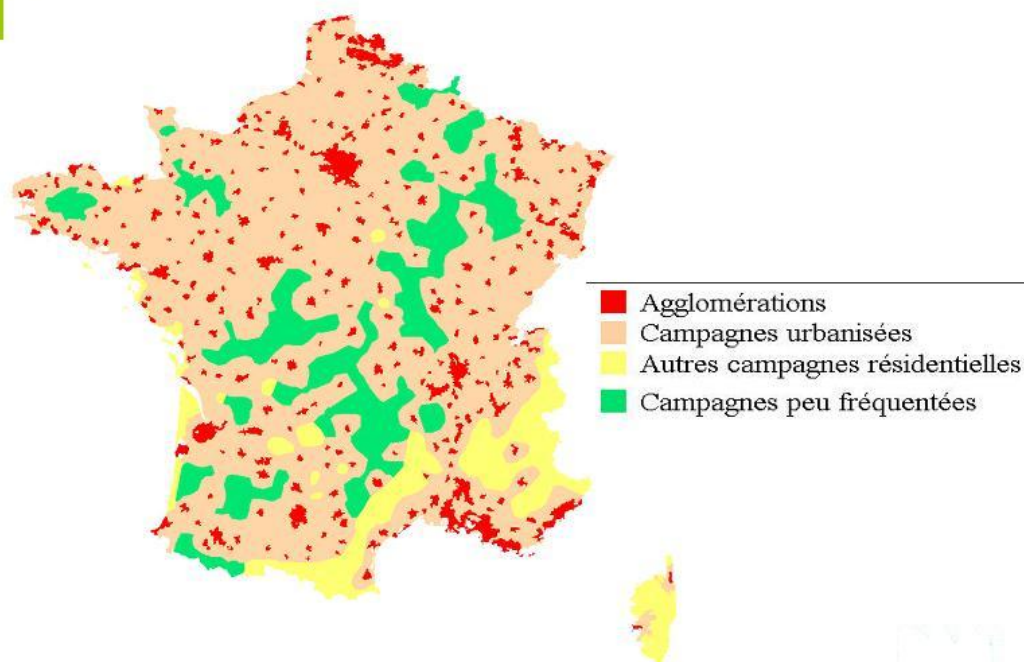 Agglomérations
Campagnes urbanisées
Autres campagnes résidentielles
Campagnes peu fréquentées